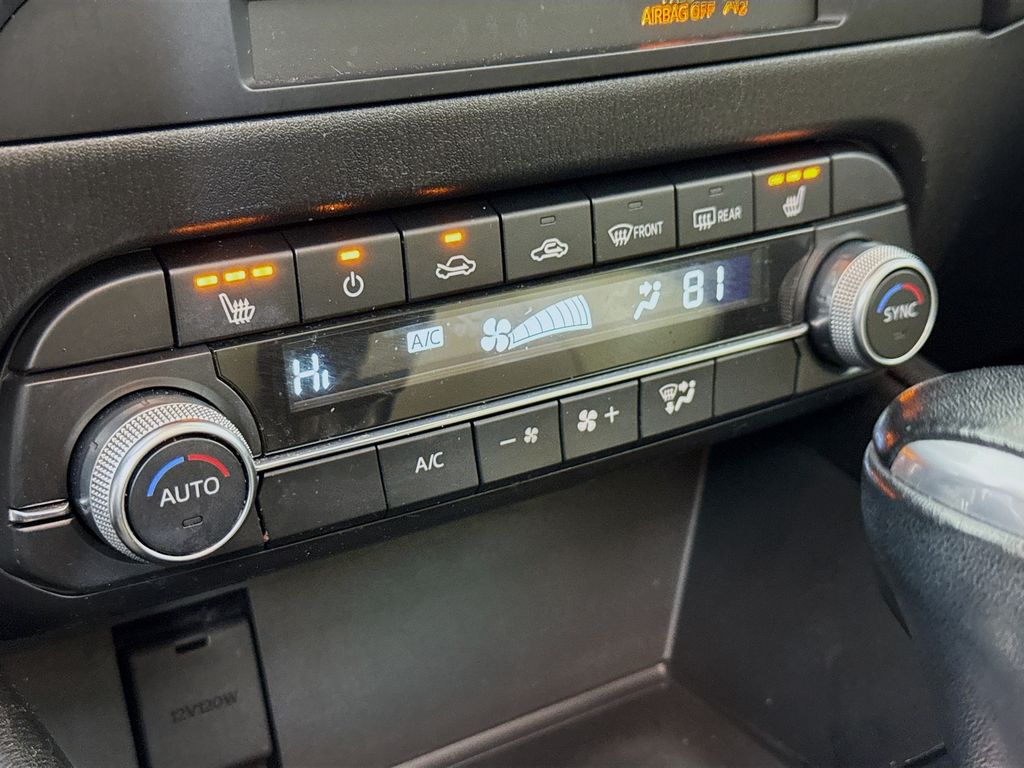 AIRBAG OFF
FRONT
REAR
Hi
A/C
81
SYNC
AUTO
A/C
- +
12V120W